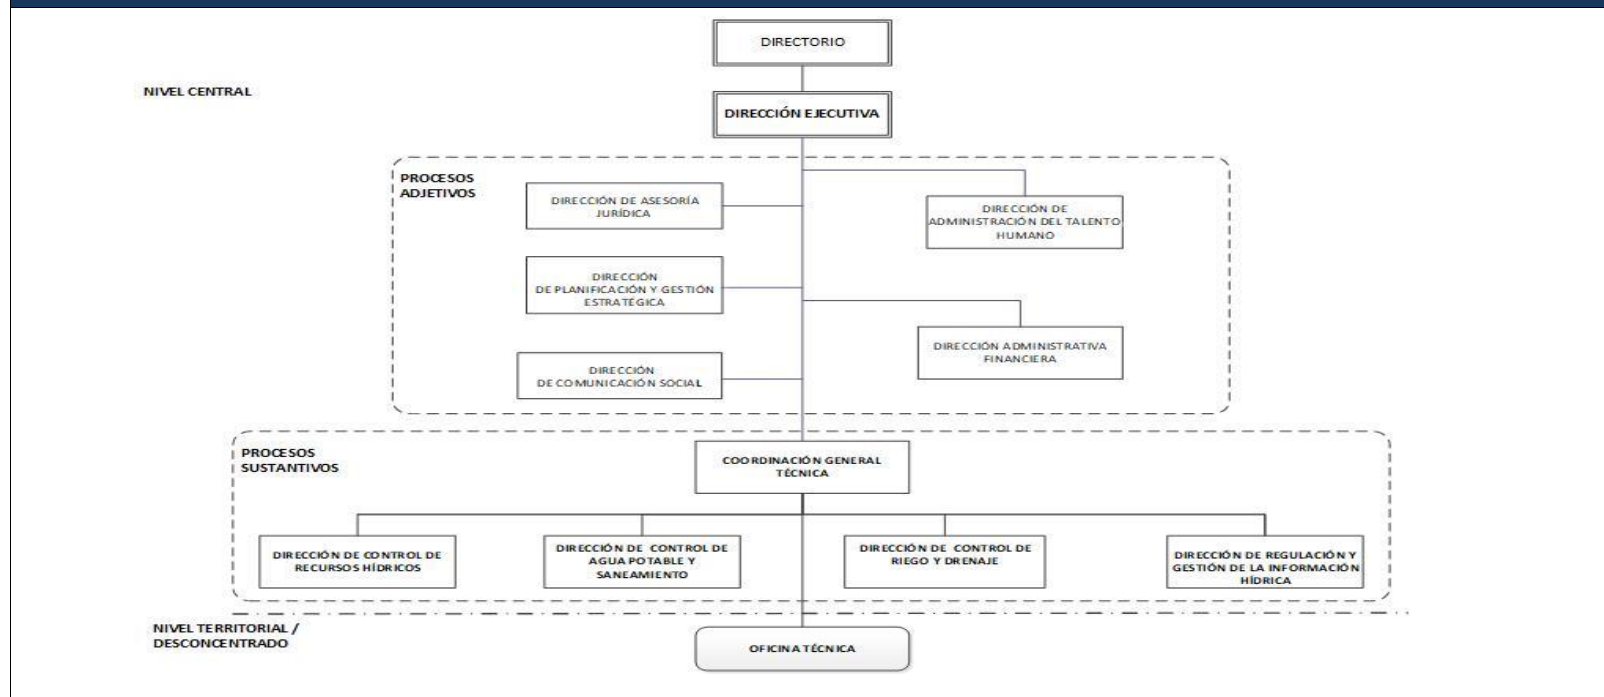 DIRECTORIO
NIVEL CENTRAL
DIRECCIÓN EJECUTIVA
PROCESOS
ADJETIVOS
DIRECCIÓN DE ASESORÍA
JURÍDICA
DIRECCIÓN DE
ADMINISTRACIÓN DEL TALENTO
HUMANO
DIRECCIÓN
DE PLANIFICACIÓN Y GESTIÓN
ESTRATÉGICA
DIRECCIÓN ADMINISTRATIVA
FINANCIERA
DIRECCIÓN
DE COMUNICACIÓN SOCIAL
PROCESOS
SUSTANTIVOS
COORDINACIÓN GENERAL
TÉCNICA
DIRECCIÓN DE CONTROL DE
RECURSOS HÍDRICOS
DIRECCIÓN DE CONTROL DE
AGUA POTABLE Y
SANEAMIENTO
DIRECCIÓN DE CONTROL DE
RIEGO Y DRENAJE
DIRECCIÓN DE REGULACIÓN Y
GESTIÓN DE LA INFORMACIÓN
HÍDRICA
NIVEL TERRITORIAL /
DESCONCENTRADO
OFICINA TÉCNICA